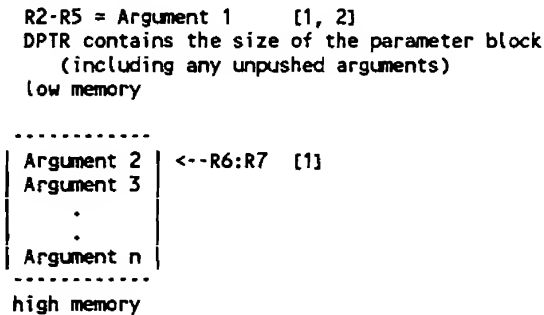 R2-R5 = Argument 1 [1, 2]
DPTR contains the size of the parameter block
(including any unpushed arguments)
low memory
------------
| Argument 2 | <--R6:R7 [1]
| Argument 3 |
| . |
| . |
| Argument n |
------------
high memory